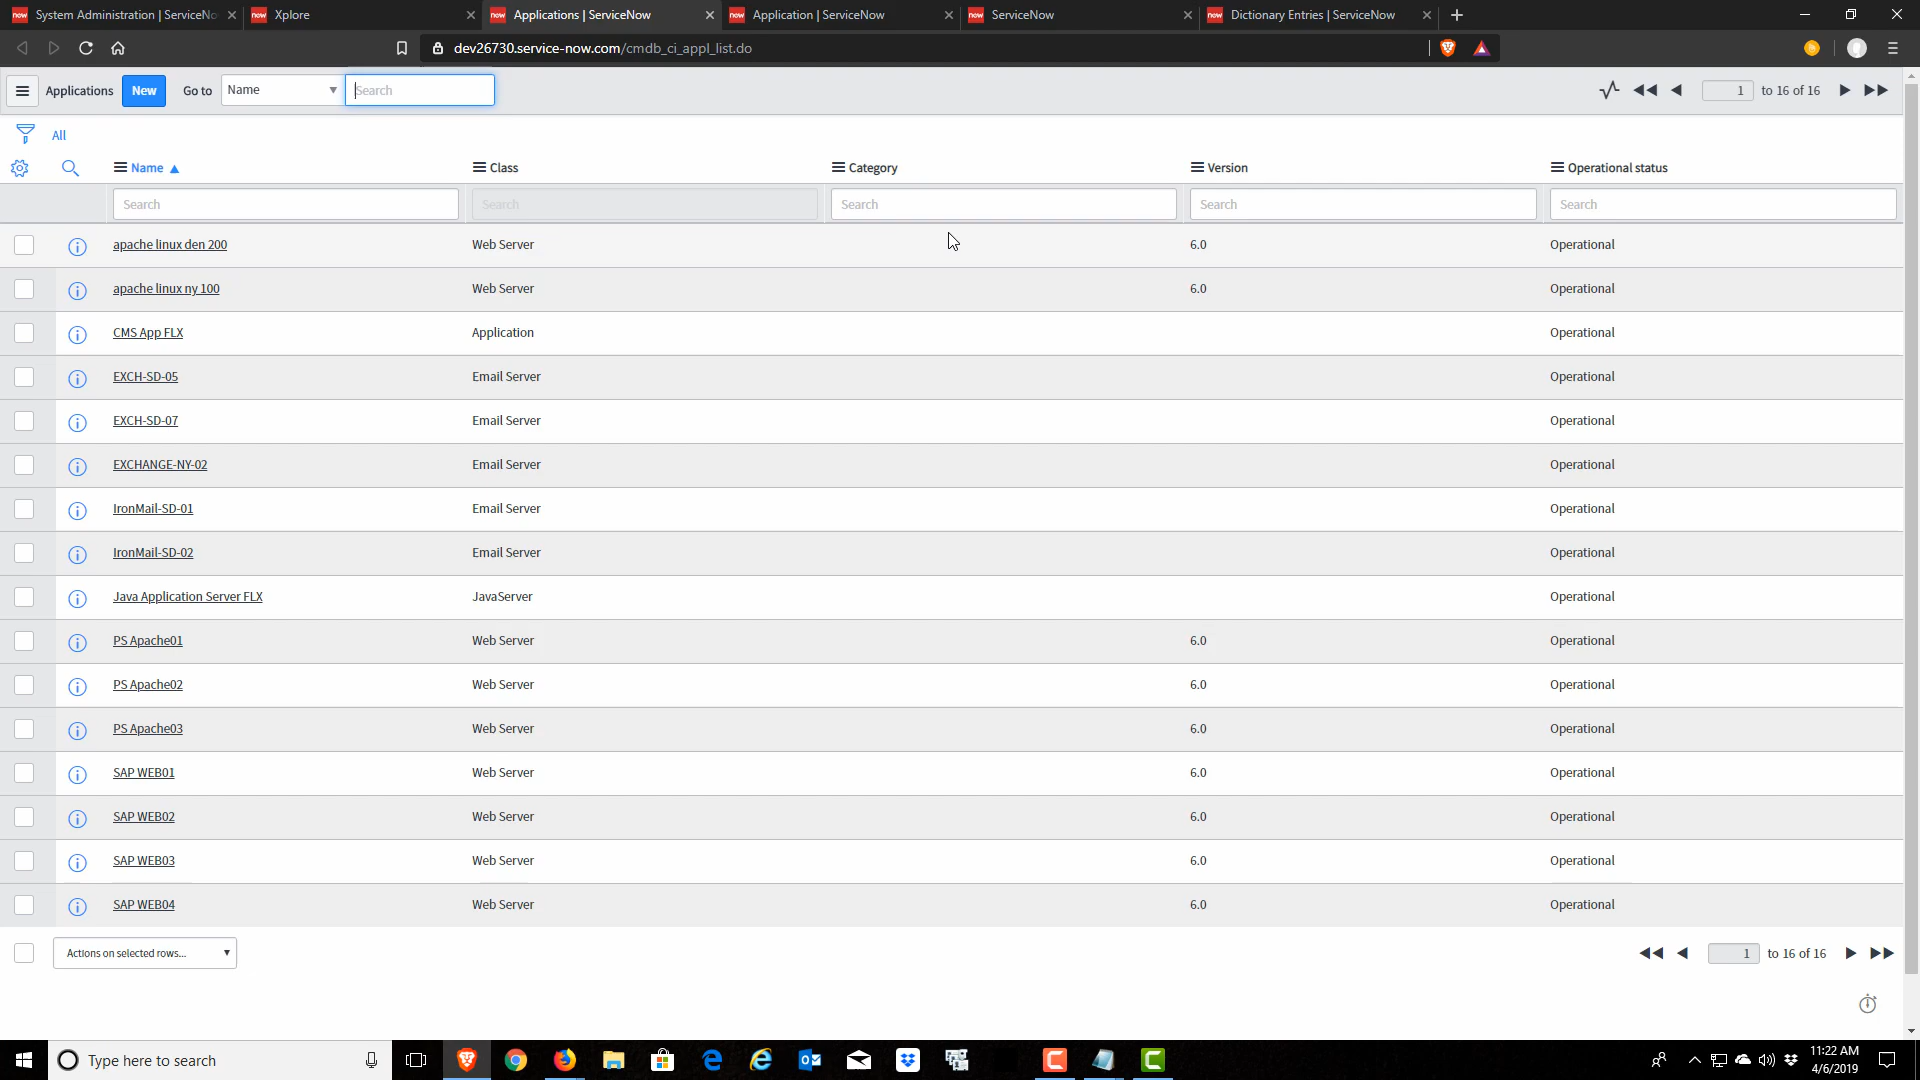 now System Administration | ServiceNo
now Xplore
now Applications | ServiceNow
now Application | ServiceNow
now ServiceNow
now Dictionary Entries | ServiceNow
dev26730.service-now.com/cmdb_ci_appl_list.do
Applications New Go to Name Search 1 to 16 of 16
All
Name Class Category Version Operational status
Search Search Search Search Search
apache linux den 200 Web Server 6.0 Operational
apache linux ny 100 Web Server 6.0 Operational
CMS App FLX Application Operational
EXCH-SD-05 Email Server Operational
EXCH-SD-07 Email Server Operational
EXCHANGE-NY-02 Email Server Operational
IronMail-SD-01 Email Server Operational
IronMail-SD-02 Email Server Operational
Java Application Server FLX JavaServer Operational
PS Apache01 Web Server 6.0 Operational
PS Apache02 Web Server 6.0 Operational
PS Apache03 Web Server 6.0 Operational
SAP WEB01 Web Server 6.0 Operational
SAP WEB02 Web Server 6.0 Operational
SAP WEB03 Web Server 6.0 Operational
SAP WEB04 Web Server 6.0 Operational
Actions on selected rows... 1 to 16 of 16
Type here to search
11:22 AM
4/6/2019